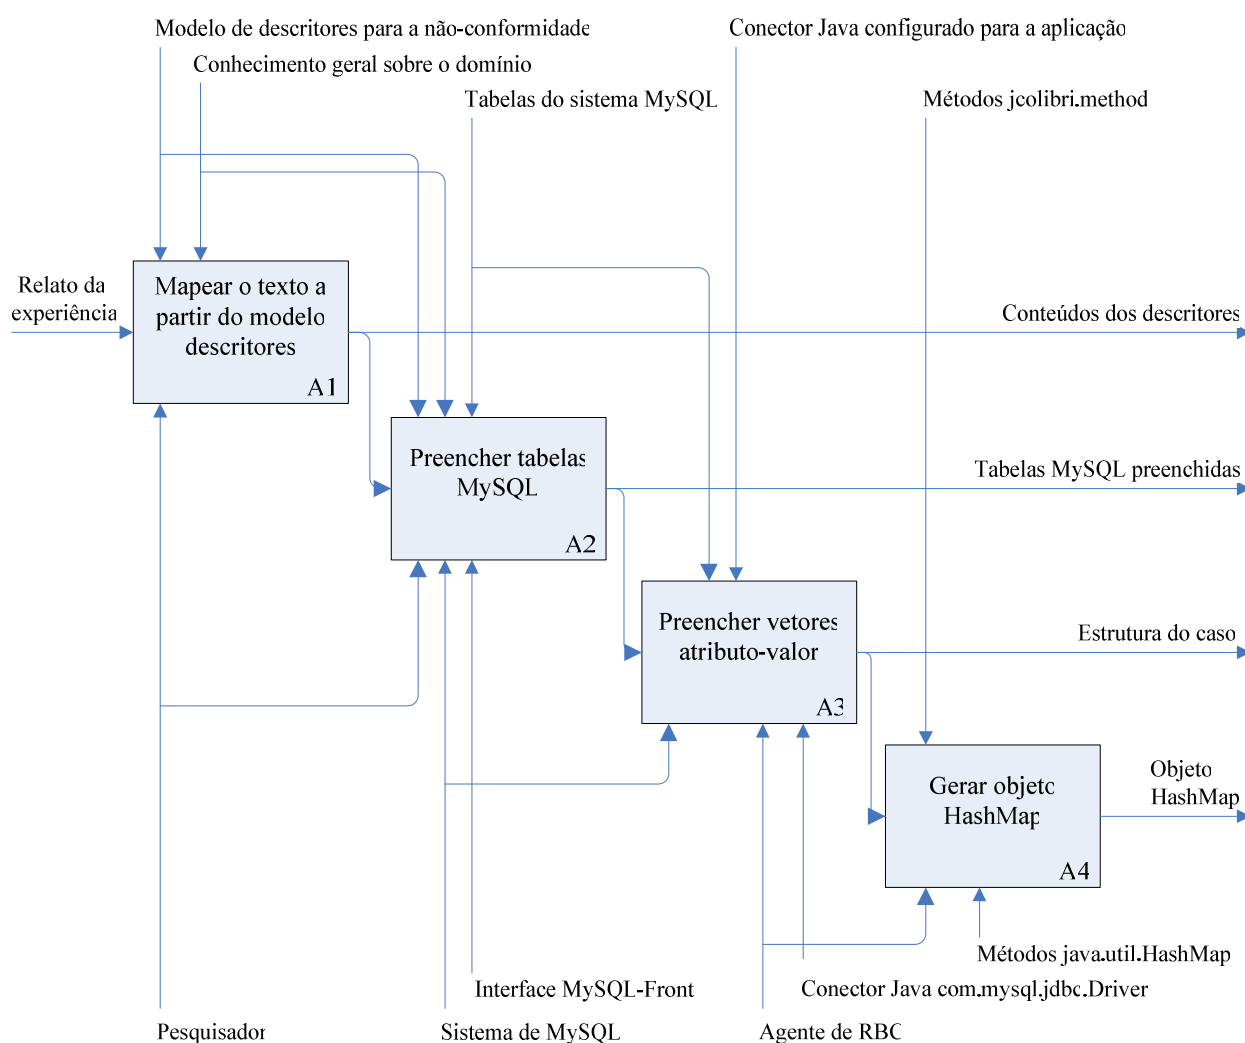 Modelo de descritores para a não-conformidade
Conector Java configurado para a aplicação
Conhecimento geral sobre o domínio
Tabelas do sistema MySQL
Métodos jcolibri.method
Relato da
experiência
Mapear o texto a
partir do modelo
descritores
A1
Conteúdos dos descritores
Preencher tabelas
MySQL
A2
Tabelas MySQL preenchidas
Preencher vetores
atributo-valor
A3
Estrutura do caso
Gerar objeto
HashMap
A4
Objeto
HashMap
Métodos java.util.HashMap
Interface MySQL-Front
Conector Java com.mysql.jdbc.Driver
Pesquisador
Sistema de MySQL
Agente de RBC